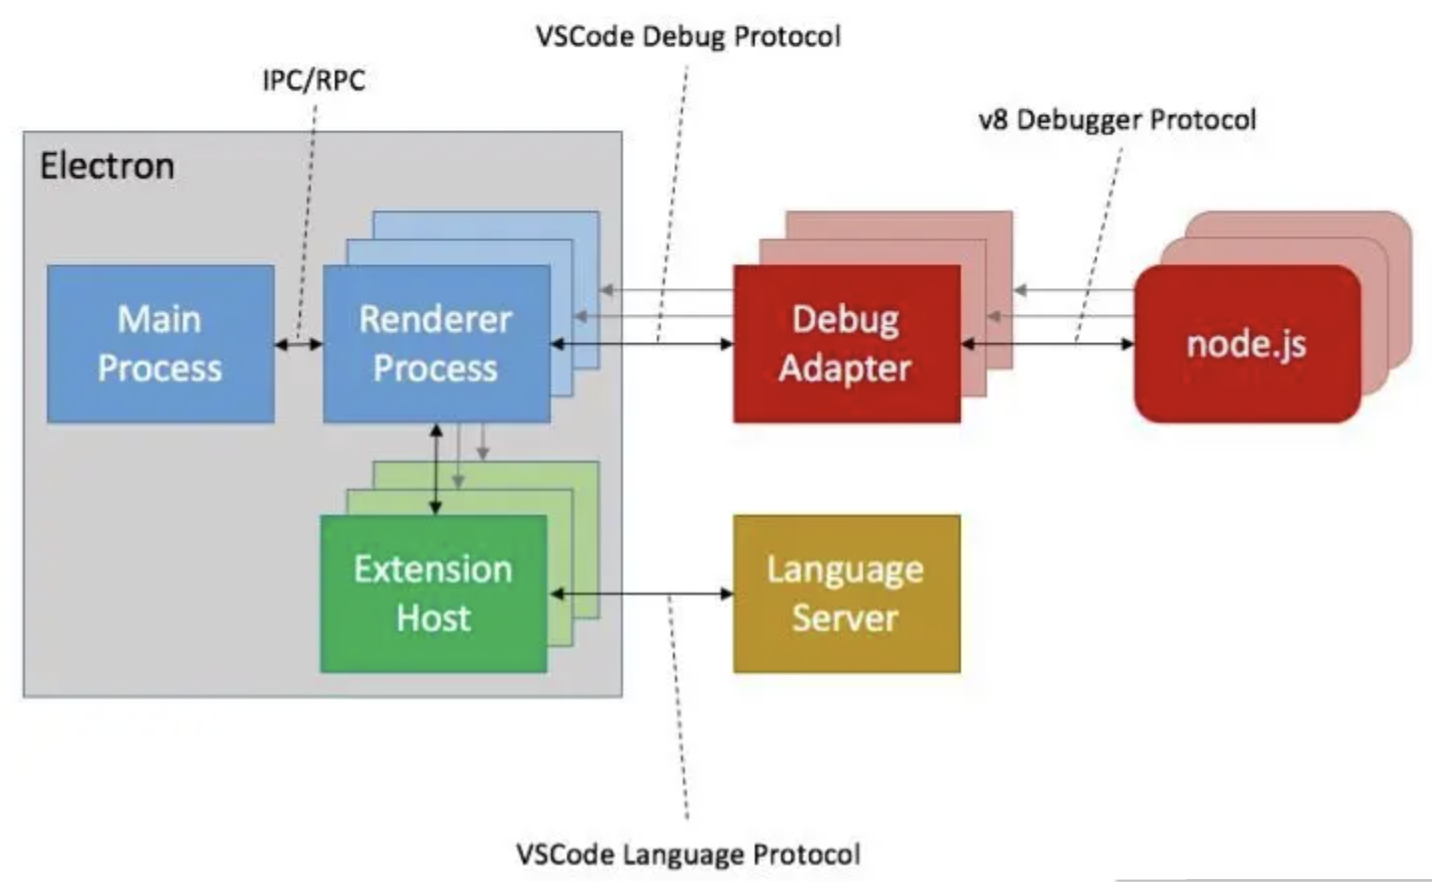 VSCode Debug Protocol
IPC/RPC
v8 Debugger Protocol
Electron
Main
Process
Renderer
Process
Debug
Adapter
node.js
Extension
Host
Language
Server
VSCode Language Protocol